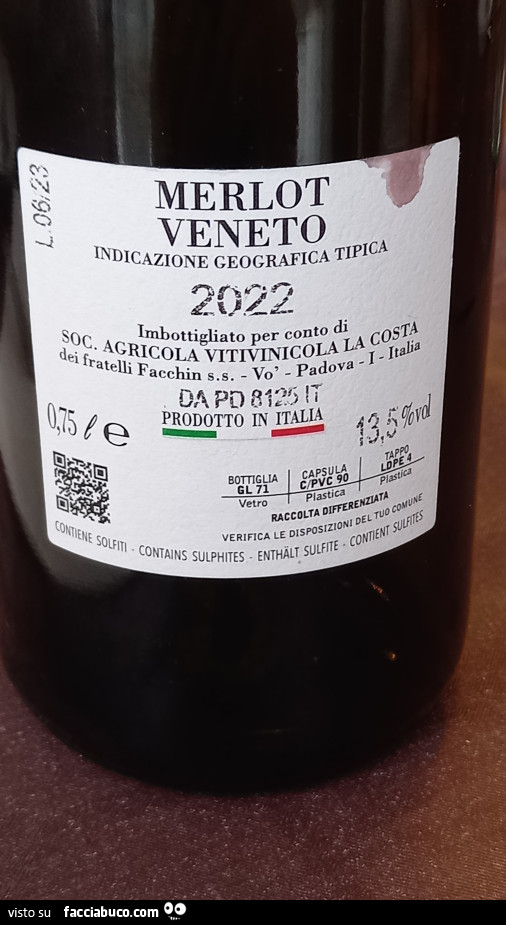 L.06/23
MERLOT
VENETO
INDICAZIONE GEOGRAFICA TIPICA
2022
Imbottigliato per conto di
SOC. AGRICOLA VITIVINICOLA LA COSTA
dei fratelli Facchin s.s. - Vo' - Padova - I - Italia
DA PD 8125 IT
PRODOTTO IN ITALIA
0,75 ℓ e
13,5%vol
BOTTIGLIA
GL 71
Vetro
CAPSULA
C/PVC 90
Plastica
TAPPO
LDPE 4
Plastica
RACCOLTA DIFFERENZIATA
VERIFICA LE DISPOSIZIONI DEL TUO COMUNE
CONTIENE SOLFITI - CONTAINS SULPHITES - ENTHÄLT SULFITE - CONTIENT SULFITES
visto su facciabuco.com